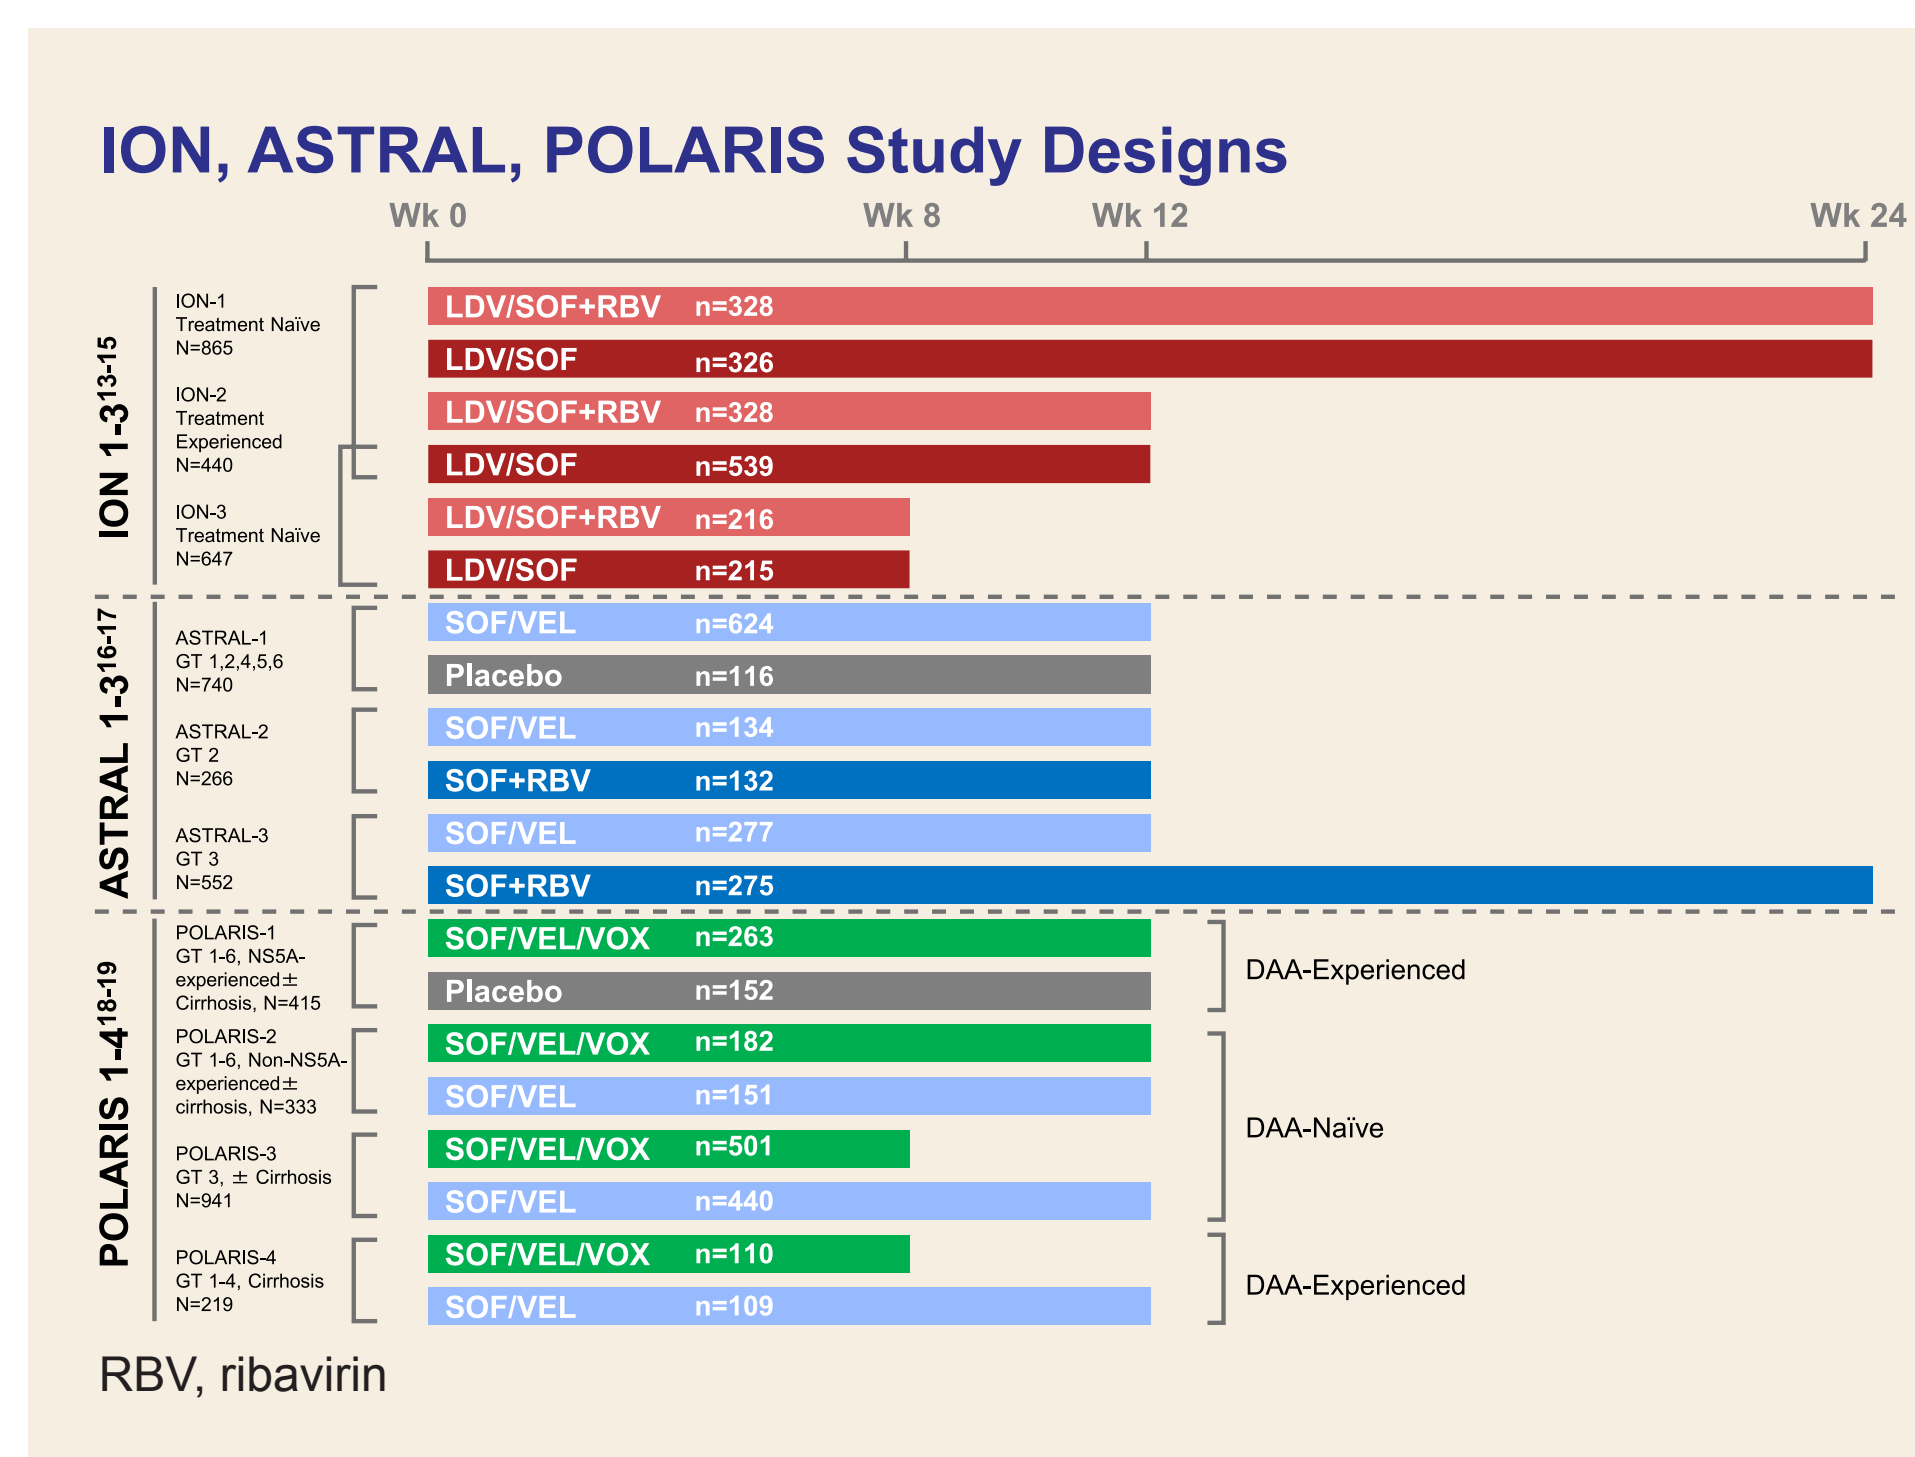 ION, ASTRAL, POLARIS Study Designs
Wk 0 Wk 8 Wk 12 Wk 24
ION 1-3¹³⁻¹⁵
ION-1
Treatment Naïve
N=865
ION-2
Treatment
Experienced
N=440
ION-3
Treatment Naïve
N=647
LDV/SOF+RBV n=328
LDV/SOF n=326
LDV/SOF+RBV n=328
LDV/SOF n=539
LDV/SOF+RBV n=216
LDV/SOF n=215
ASTRAL 1-3¹⁶⁻¹⁷
ASTRAL-1
GT 1,2,4,5,6
N=740
SOF/VEL n=624
Placebo n=116
ASTRAL-2
GT 2
N=266
SOF/VEL n=134
SOF+RBV n=132
ASTRAL-3
GT 3
N=552
SOF/VEL n=277
SOF+RBV n=275
POLARIS 1-4¹⁸⁻¹⁹
POLARIS-1
GT 1-6, NS5A-
experienced±
Cirrhosis, N=415
SOF/VEL/VOX n=263
Placebo n=152
DAA-Experienced
POLARIS-2
GT 1-6, Non-NS5A-
experienced±
cirrhosis, N=333
SOF/VEL/VOX n=182
SOF/VEL n=151
DAA-Naïve
POLARIS-3
GT 3, ± Cirrhosis
N=941
SOF/VEL/VOX n=501
SOF/VEL n=440
POLARIS-4
GT 1-4, Cirrhosis
N=219
SOF/VEL/VOX n=110
SOF/VEL n=109
DAA-Experienced
RBV, ribavirin